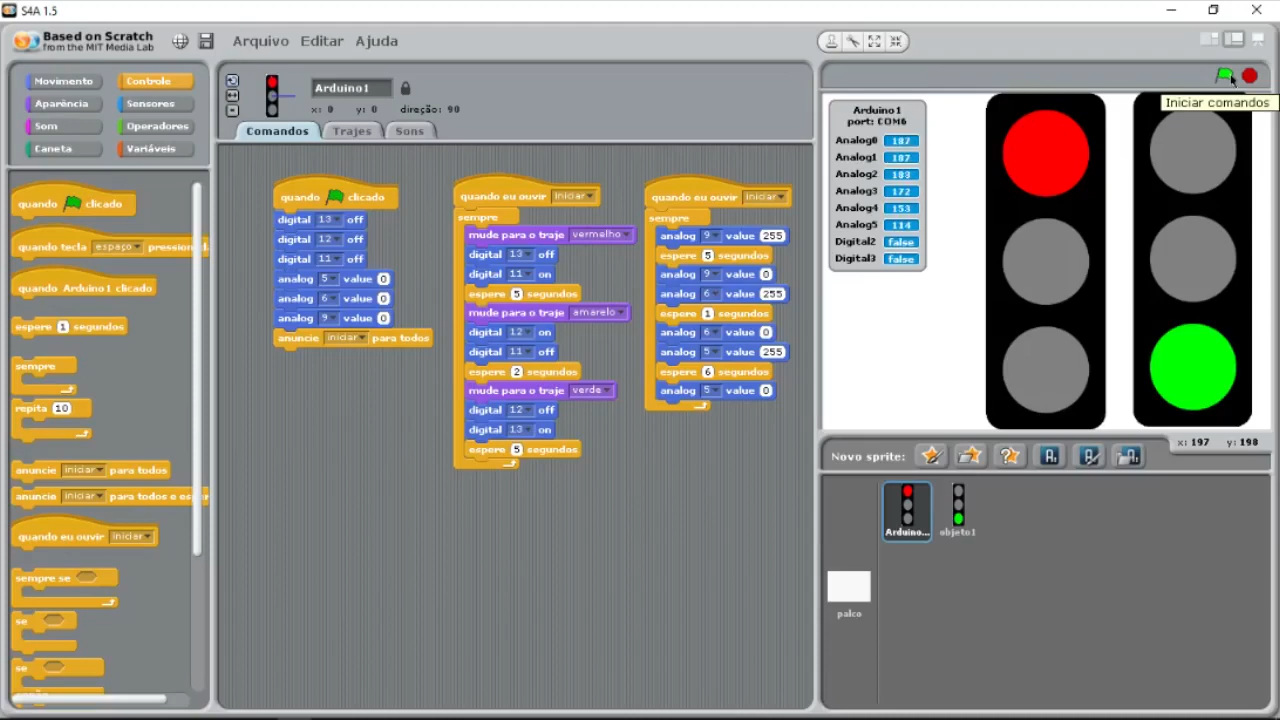 S4A 1.5
Based on Scratch
from the MIT Media Lab
Arquivo Editar Ajuda
Movimento Controle
Aparência Sensores
Som Operadores
Caneta Variáveis
quando clicado
quando tecla espaço pression
quando Arduino1 clicado
espere 1 segundos
sempre
repita 10
anuncie Iniciar para todos
anuncie Iniciar para todos e esper
quando eu ouvir Iniciar
sempre se
se
se
Arduino1
x: 0 y: 0 direção: 90
Comandos Trajes Sons
quando clicado
digital 13 off
digital 12 off
digital 11 off
analog 5 value 0
analog 6 value 0
analog 9 value 0
anuncie Iniciar para todos
quando eu ouvir Iniciar
sempre
mude para o traje vermelho
digital 13 off
digital 11 on
espere 5 segundos
mude para o traje amarelo
digital 12 on
digital 11 off
espere 2 segundos
mude para o traje verde
digital 12 off
digital 13 on
espere 5 segundos
quando eu ouvir Iniciar
sempre
analog 9 value 255
espere 5 segundos
analog 9 value 0
analog 6 value 255
espere 1 segundos
analog 6 value 0
analog 5 value 255
espere 6 segundos
analog 5 value 0
Iniciar comandos
Arduino1
port: COM6
Analog0 187
Analog1 187
Analog2 183
Analog3 172
Analog4 153
Analog5 114
Digital2 false
Digital3 false
x: 197 y: 198
Novo sprite:
Arduino... objeto1
palco